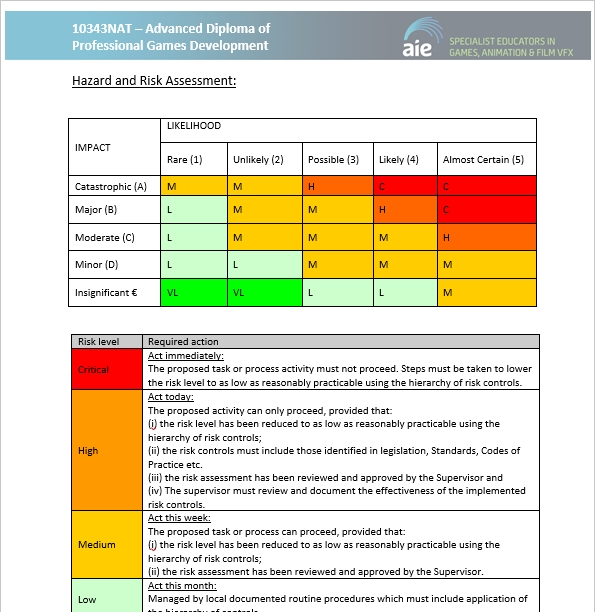 10343NAT – Advanced Diploma of
Professional Games Development
aie
SPECIALIST EDUCATORS IN
GAMES, ANIMATION & FILM VFX
Hazard and Risk Assessment:
IMPACT
LIKELIHOOD
Rare (1) Unlikely (2) Possible (3) Likely (4) Almost Certain (5)
Catastrophic (A) M M H C C
Major (B) L M M H C
Moderate (C) L M M M H
Minor (D) L L M M M
Insignificant € VL VL L L M
Risk level Required action
Critical
Act immediately:
The proposed task or process activity must not proceed. Steps must be taken to lower
the risk level to as low as reasonably practicable using the hierarchy of risk controls.
High
Act today:
The proposed activity can only proceed, provided that:
(i) the risk level has been reduced to as low as reasonably practicable using the
hierarchy of risk controls;
(ii) the risk controls must include those identified in legislation, Standards, Codes of
Practice etc.
(iii) the risk assessment has been reviewed and approved by the Supervisor and
(iv) The supervisor must review and document the effectiveness of the implemented
risk controls.
Medium
Act this week:
The proposed task or process can proceed, provided that:
(i) the risk level has been reduced to as low as reasonably practicable using the
hierarchy of risk controls;
(ii) the risk assessment has been reviewed and approved by the Supervisor.
Low
Act this month:
Managed by local documented routine procedures which must include application of
the hierarchy of controls